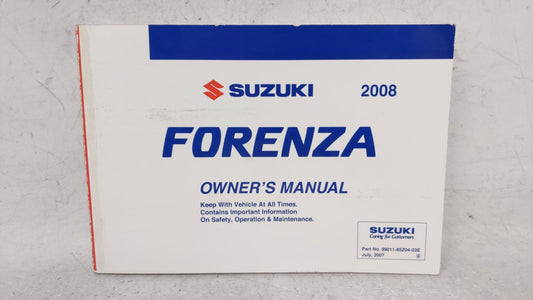 SUZUKI 2008
FORENZA
OWNER'S MANUAL
Keep With Vehicle At All Times.
Contains Important Information
On Safety, Operation & Maintenance.
SUZUKI
Caring for Customers
Part No. 99011-85Z04-03E
July, 2007